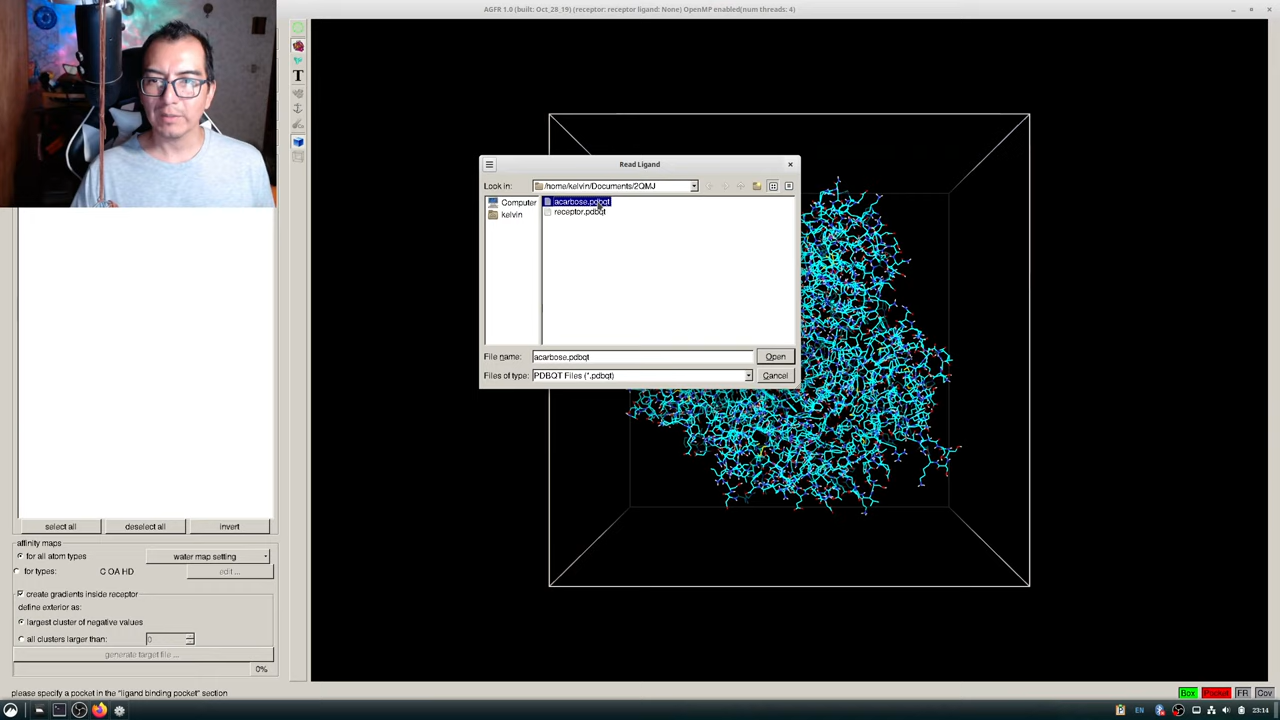 AGFR 1.0 (built: Oct_28_19) (receptor: receptor ligand: None) OpenMP enabled(num threads: 4)
T
Read Ligand
Look in:
/home/kelvin/Documents/2QMJ
Computer
kelvin
acarbose.pdbqt
receptor.pdbqt
File name:
acarbose.pdbqt
Open
Files of type:
PDBQT Files (*.pdbqt)
Cancel
select all
deselect all
invert
affinity maps
for all atom types
water map setting
for types:
C OA HD
edit ...
create gradients inside receptor
define exterior as:
largest cluster of negative values
all clusters larger than:
0
generate target file ...
0%
please specify a pocket in the "ligand binding pocket" section
Box
Pocket
FR
Cov
EN
23:14